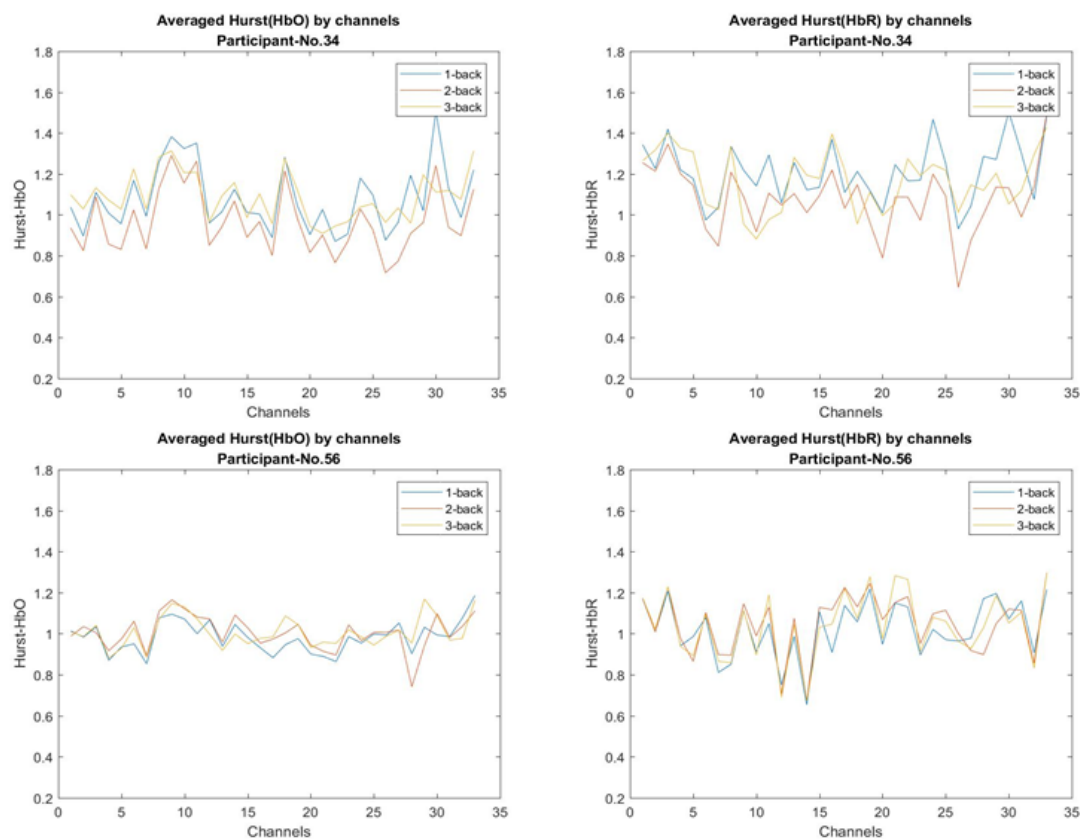 Averaged Hurst(HbO) by channels
Participant-No.34
1.8
1.6
1.4
1.2
1
0.8
0.6
0.4
0.2
Hurst-HbO
1-back
2-back
3-back
0 5 10 15 20 25 30 35
Channels
Averaged Hurst(HbR) by channels
Participant-No.34
1.8
1.6
1.4
1.2
1
0.8
0.6
0.4
0.2
Hurst-HbR
1-back
2-back
3-back
0 5 10 15 20 25 30 35
Channels
Averaged Hurst(HbO) by channels
Participant-No.56
1.8
1.6
1.4
1.2
1
0.8
0.6
0.4
0.2
Hurst-HbO
1-back
2-back
3-back
0 5 10 15 20 25 30 35
Channels
Averaged Hurst(HbR) by channels
Participant-No.56
1.8
1.6
1.4
1.2
1
0.8
0.6
0.4
0.2
Hurst-HbR
1-back
2-back
3-back
0 5 10 15 20 25 30 35
Channels